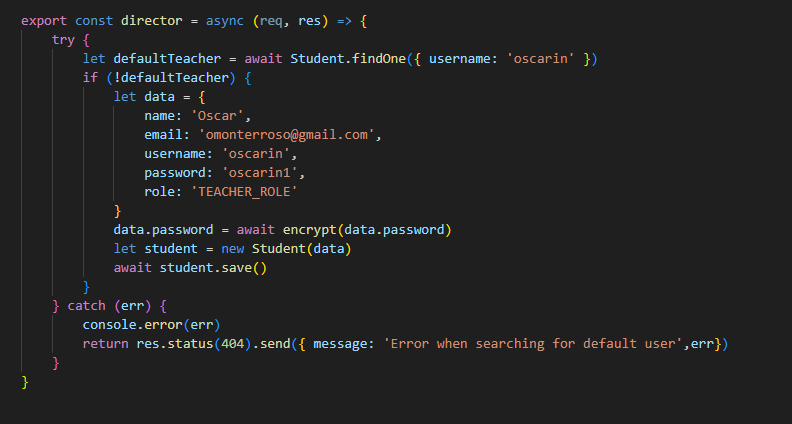 export const director = async (req, res) => {
    try {
        let defaultTeacher = await Student.findOne({ username: 'oscarin' })
        if (!defaultTeacher) {
            let data = {
                name: 'Oscar',
                email: 'omonterroso@gmail.com',
                username: 'oscarin',
                password: 'oscarin1',
                role: 'TEACHER_ROLE'
            }
            data.password = await encrypt(data.password)
            let student = new Student(data)
            await student.save()
        }
    } catch (err) {
        console.error(err)
        return res.status(404).send({ message: 'Error when searching for default user',err})
    }
}